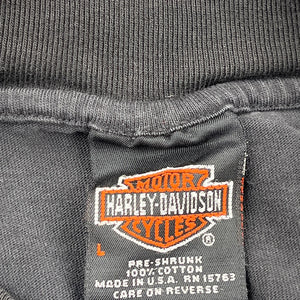 MOTOR
HARLEY-DAVIDSON
CYCLES
®
L
PRE-SHRUNK
100% COTTON
MADE IN U.S.A. RN 15763
CARE ON REVERSE